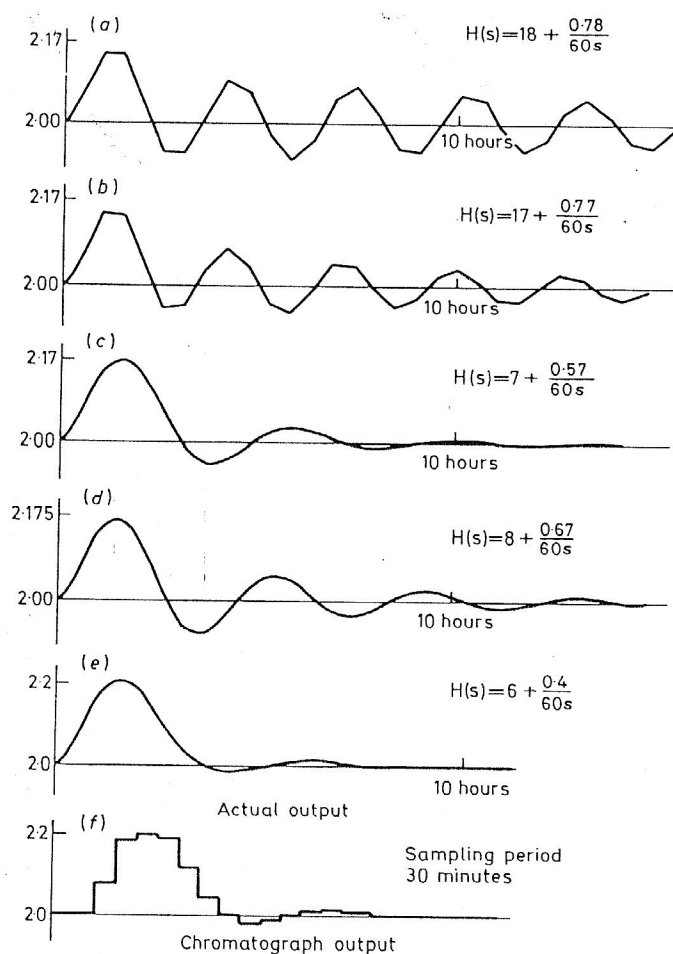 (a)
H(s)=18 + 0·78/60s
2·17
2·00
10 hours
(b)
H(s)=17 + 0·77/60s
2·17
2·00
10 hours
(c)
H(s)=7 + 0·57/60s
2·17
2·00
10 hours
(d)
H(s)=8 + 0·67/60s
2·175
2·00
10 hours
(e)
H(s)=6 + 0·4/60s
2·2
2·0
10 hours
Actual output
(f)
2·2
Sampling period
30 minutes
2·0
Chromatograph output